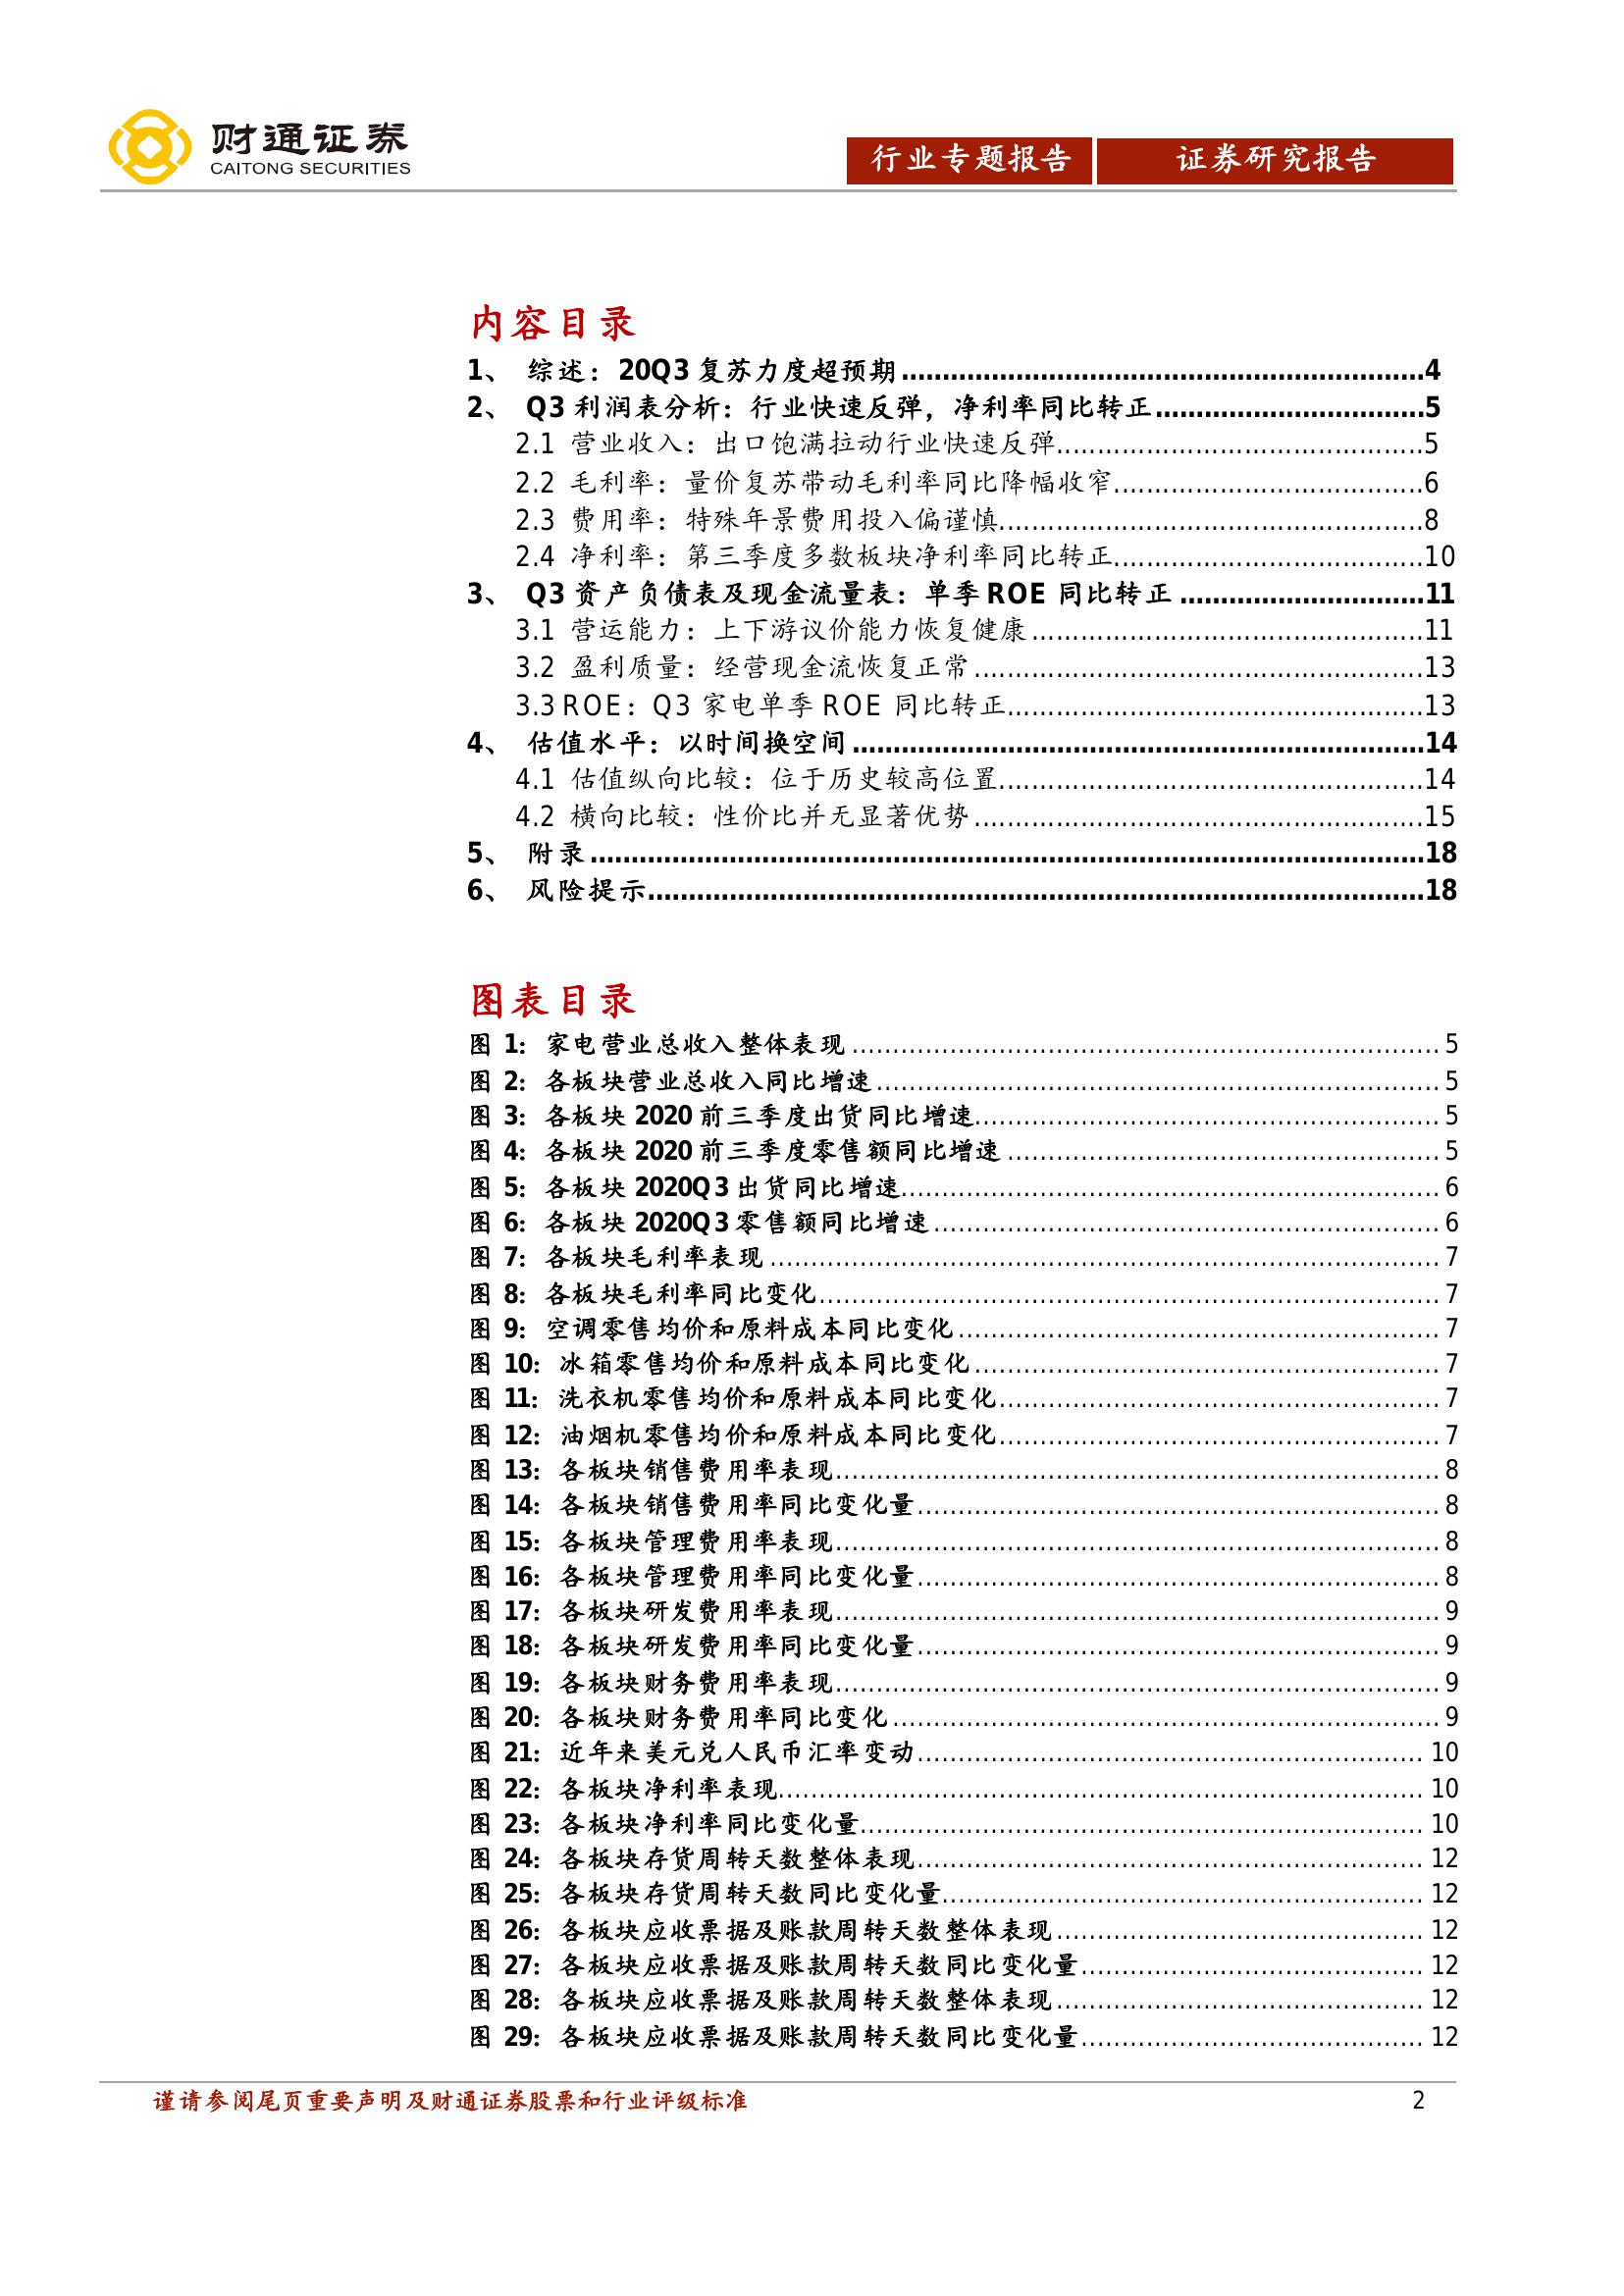 财通证券
CAITONG SECURITIES
行业专题报告 证券研究报告
内容目录
1、 综述：20Q3 复苏力度超预期................................................................4
2、 Q3 利润表分析：行业快速反弹，净利率同比转正.................................5
2.1 营业收入：出口饱满拉动行业快速反弹.............................................5
2.2 毛利率：量价复苏带动毛利率同比降幅收窄......................................6
2.3 费用率：特殊年景费用投入偏谨慎....................................................8
2.4 净利率：第三季度多数板块净利率同比转正......................................10
3、 Q3 资产负债表及现金流量表：单季 ROE 同比转正..............................11
3.1 营运能力：上下游议价能力恢复健康................................................11
3.2 盈利质量：经营现金流恢复正常.......................................................13
3.3 ROE：Q3 家电单季 ROE 同比转正...................................................13
4、 估值水平：以时间换空间......................................................................14
4.1 估值纵向比较：位于历史较高位置....................................................14
4.2 横向比较：性价比并无显著优势.......................................................15
5、 附录......................................................................................................18
6、 风险提示...............................................................................................18
图表目录
图 1：家电营业总收入整体表现........................................................................ 5
图 2：各板块营业总收入同比增速..................................................................... 5
图 3：各板块 2020 前三季度出货同比增速......................................................... 5
图 4：各板块 2020 前三季度零售额同比增速..................................................... 5
图 5：各板块 2020Q3 出货同比增速.................................................................. 6
图 6：各板块 2020Q3 零售额同比增速.............................................................. 6
图 7：各板块毛利率表现.................................................................................. 7
图 8：各板块毛利率同比变化............................................................................ 7
图 9：空调零售均价和原料成本同比变化........................................................... 7
图 10：冰箱零售均价和原料成本同比变化......................................................... 7
图 11：洗衣机零售均价和原料成本同比变化...................................................... 7
图 12：油烟机零售均价和原料成本同比变化...................................................... 7
图 13：各板块销售费用率表现.......................................................................... 8
图 14：各板块销售费用率同比变化量................................................................ 8
图 15：各板块管理费用率表现.......................................................................... 8
图 16：各板块管理费用率同比变化量................................................................ 8
图 17：各板块研发费用率表现.......................................................................... 9
图 18：各板块研发费用率同比变化量................................................................ 9
图 19：各板块财务费用率表现.......................................................................... 9
图 20：各板块财务费用率同比变化................................................................... 9
图 21：近年来美元兑人民币汇率变动.............................................................. 10
图 22：各板块净利率表现............................................................................... 10
图 23：各板块净利率同比变化量..................................................................... 10
图 24：各板块存货周转天数整体表现.............................................................. 12
图 25：各板块存货周转天数同比变化量........................................................... 12
图 26：各板块应收票据及账款周转天数整体表现............................................. 12
图 27：各板块应收票据及账款周转天数同比变化量.......................................... 12
图 28：各板块应收票据及账款周转天数整体表现............................................. 12
图 29：各板块应收票据及账款周转天数同比变化量.......................................... 12
谨请参阅尾页重要声明及财通证券股票和行业评级标准 2